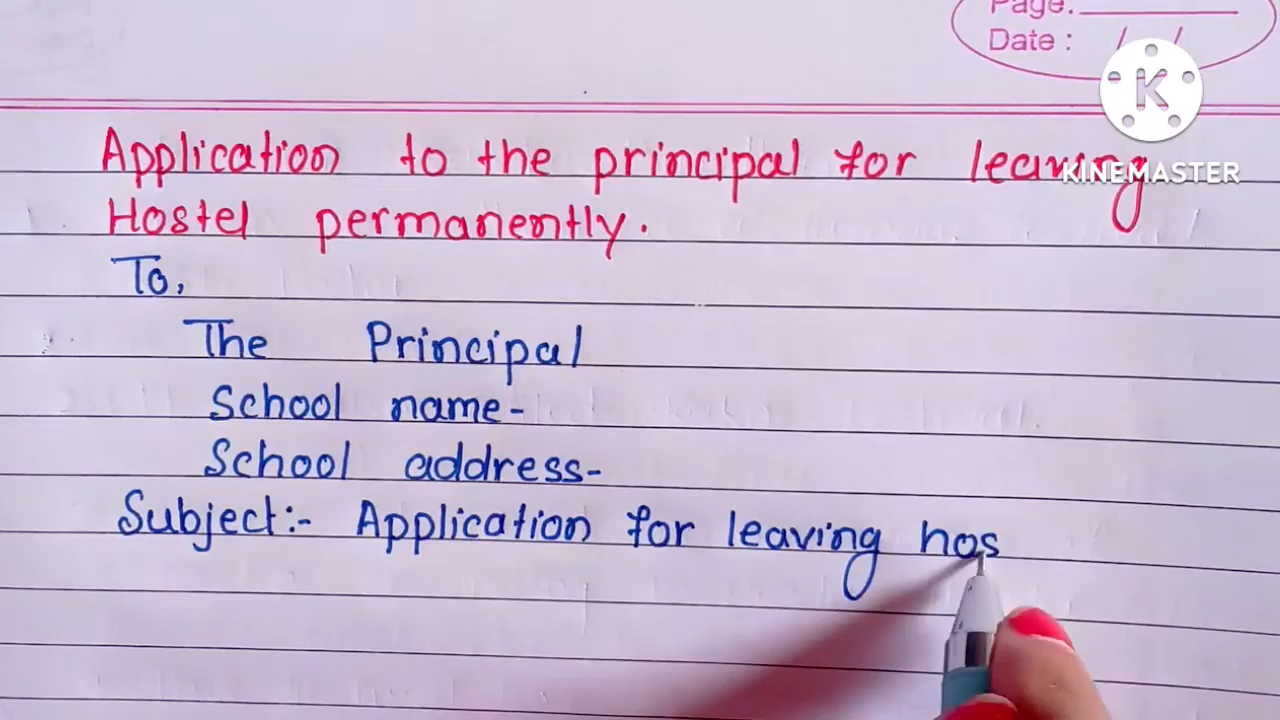 Page:
Date : / /
K
KINEMASTER
Application to the principal for leaving
Hostel permanently.
To,
The Principal
School name-
School address-
Subject:- Application for leaving hos